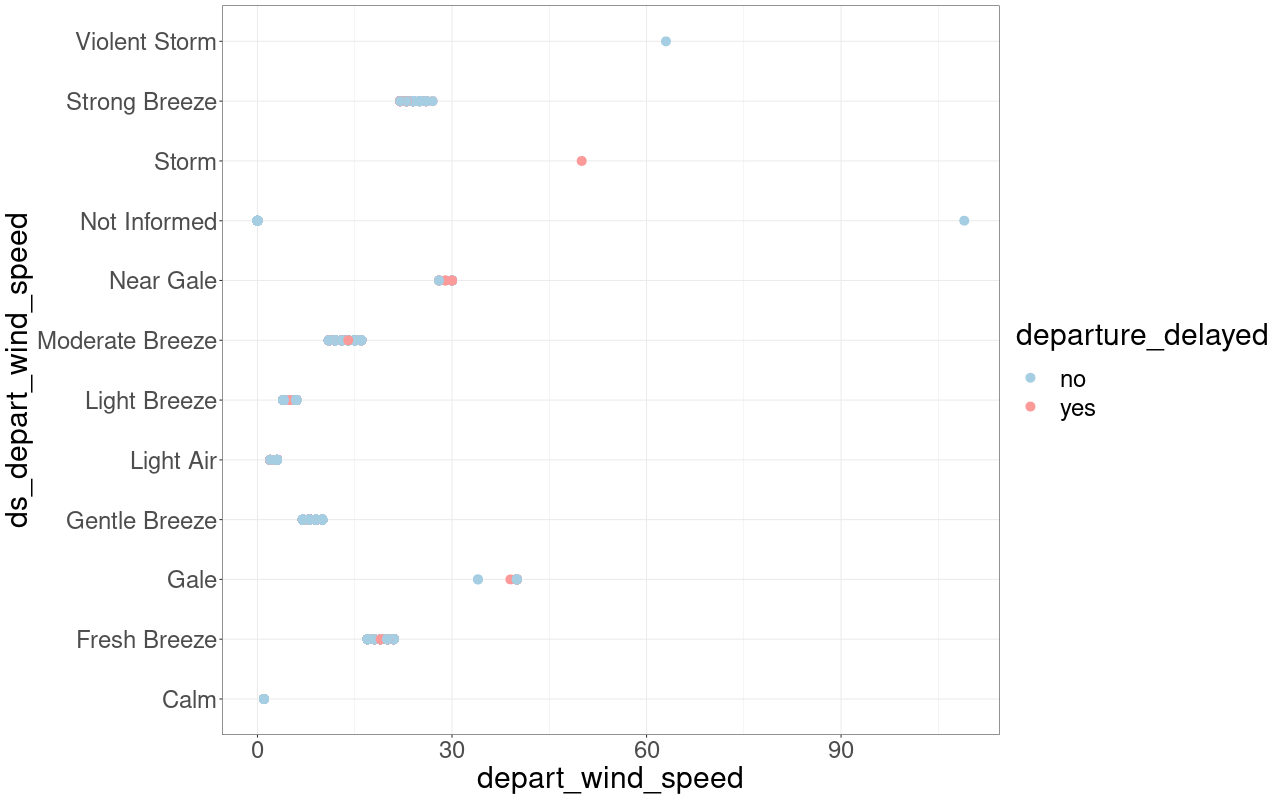 Violent Storm
Strong Breeze
Storm
Not Informed
Near Gale
Moderate Breeze
Light Breeze
Light Air
Gentle Breeze
Gale
Fresh Breeze
Calm
ds_depart_wind_speed
0 30 60 90
depart_wind_speed
departure_delayed
no
yes